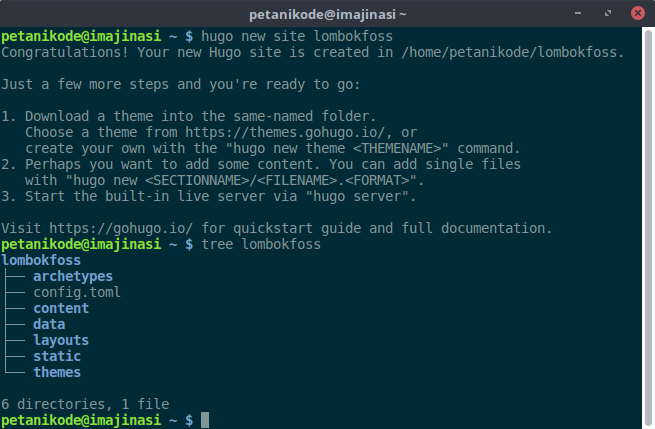 petanikode@imajinasi ~
petanikode@imajinasi ~ $ hugo new site lombokfoss
Congratulations! Your new Hugo site is created in /home/petanikode/lombokfoss.

Just a few more steps and you're ready to go:

1. Download a theme into the same-named folder.
   Choose a theme from https://themes.gohugo.io/, or
   create your own with the "hugo new theme <THEMENAME>" command.
2. Perhaps you want to add some content. You can add single files
   with "hugo new <SECTIONNAME>/<FILENAME>.<FORMAT>".
3. Start the built-in live server via "hugo server".

Visit https://gohugo.io/ for quickstart guide and full documentation.
petanikode@imajinasi ~ $ tree lombokfoss
lombokfoss
├── archetypes
├── config.toml
├── content
├── data
├── layouts
├── static
└── themes

6 directories, 1 file
petanikode@imajinasi ~ $